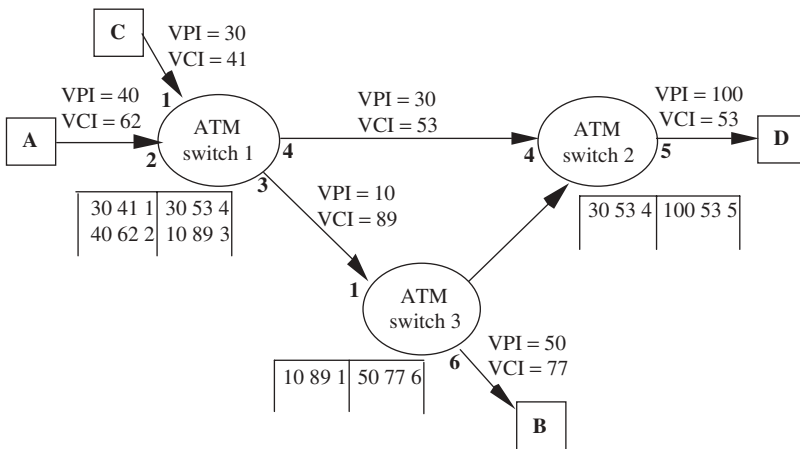 C
VPI = 30
VCI = 41
VPI = 40
VCI = 62
A
1
2
ATM
switch 1
4
3
VPI = 30
VCI = 53
4
ATM
switch 2
5
VPI = 100
VCI = 53
D
30 41 1 30 53 4
40 62 2 10 89 3
VPI = 10
VCI = 89
30 53 4 100 53 5
1
ATM
switch 3
6
VPI = 50
VCI = 77
10 89 1 50 77 6
B